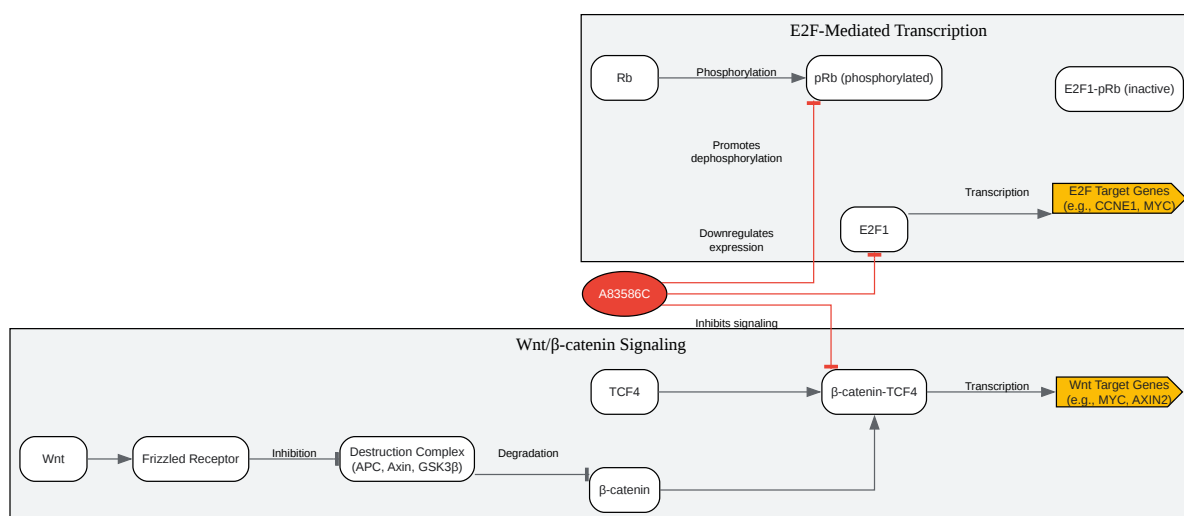 E2F-Mediated Transcription
Rb
Phosphorylation
pRb (phosphorylated)
E2F1-pRb (inactive)
Promotes
dephosphorylation
Transcription
E2F Target Genes
(e.g., CCNE1, MYC)
E2F1
Downregulates
expression
A83586C
Inhibits signaling
Wnt/β-catenin Signaling
TCF4
β-catenin-TCF4
Transcription
Wnt Target Genes
(e.g., MYC, AXIN2)
Wnt
Frizzled Receptor
Inhibition
Destruction Complex
(APC, Axin, GSK3β)
Degradation
β-catenin